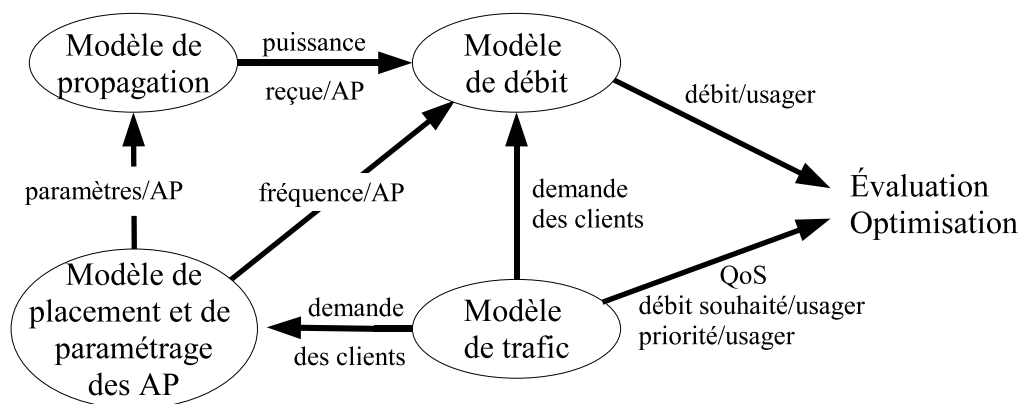 Modèle de
propagation
puissance
reçue/AP
Modèle
de débit
débit/usager
paramètres/AP
fréquence/AP
demande
des clients
Évaluation
Optimisation
Modèle de
placement et de
paramétrage
des AP
demande
des clients
Modèle
de trafic
QoS
débit souhaité/usager
priorité/usager